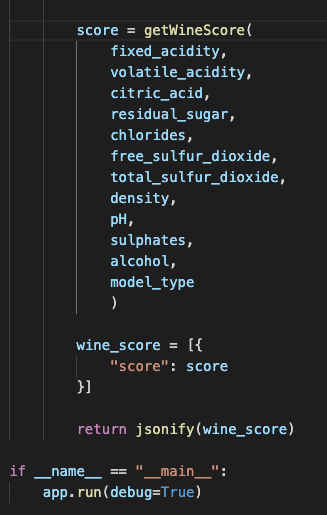 score = getWineScore(
fixed_acidity,
volatile_acidity,
citric_acid,
residual_sugar,
chlorides,
free_sulfur_dioxide,
total_sulfur_dioxide,
density,
pH,
sulphates,
alcohol,
model_type
)
wine_score = [{
"score": score
}]
return jsonify(wine_score)
if __name__ == "__main__":
app.run(debug=True)